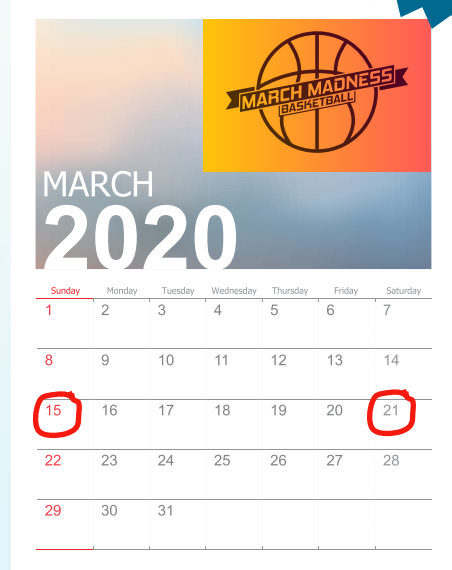 MARCH MADNESS
BASKETBALL
MARCH
2020
Sunday Monday Tuesday Wednesday Thursday Friday Saturday
1 2 3 4 5 6 7
8 9 10 11 12 13 14
15 16 17 18 19 20 21
22 23 24 25 26 27 28
29 30 31